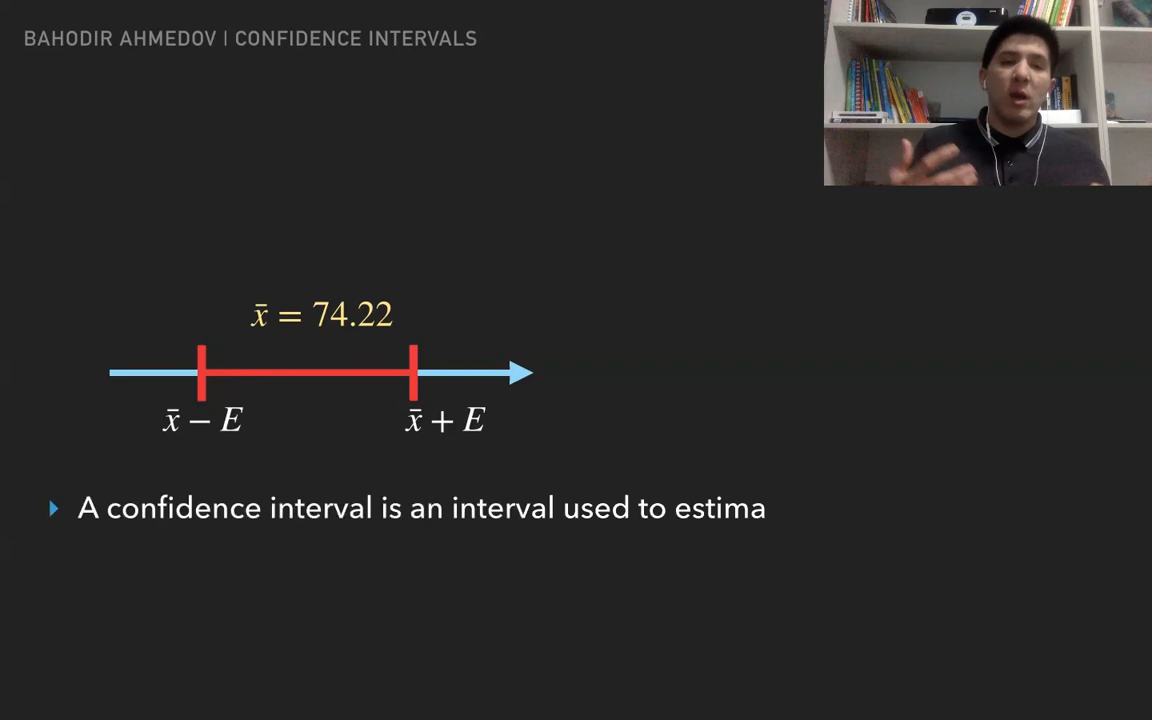 BAHODIR AHMEDOV | CONFIDENCE INTERVALS
x̄ = 74.22
x̄ − E
x̄ + E
A confidence interval is an interval used to estima